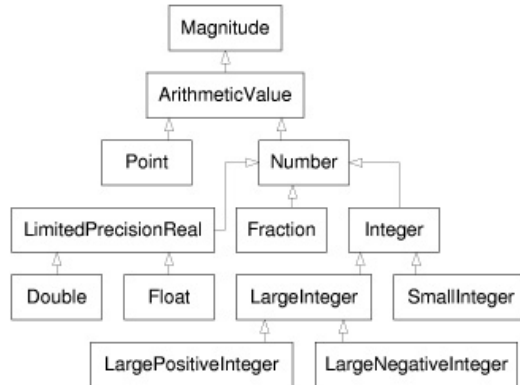 Magnitude
ArithmeticValue
Point
Number
LimitedPrecisionReal
Fraction
Integer
Double
Float
LargeInteger
SmallInteger
LargePositiveInteger
LargeNegativeInteger